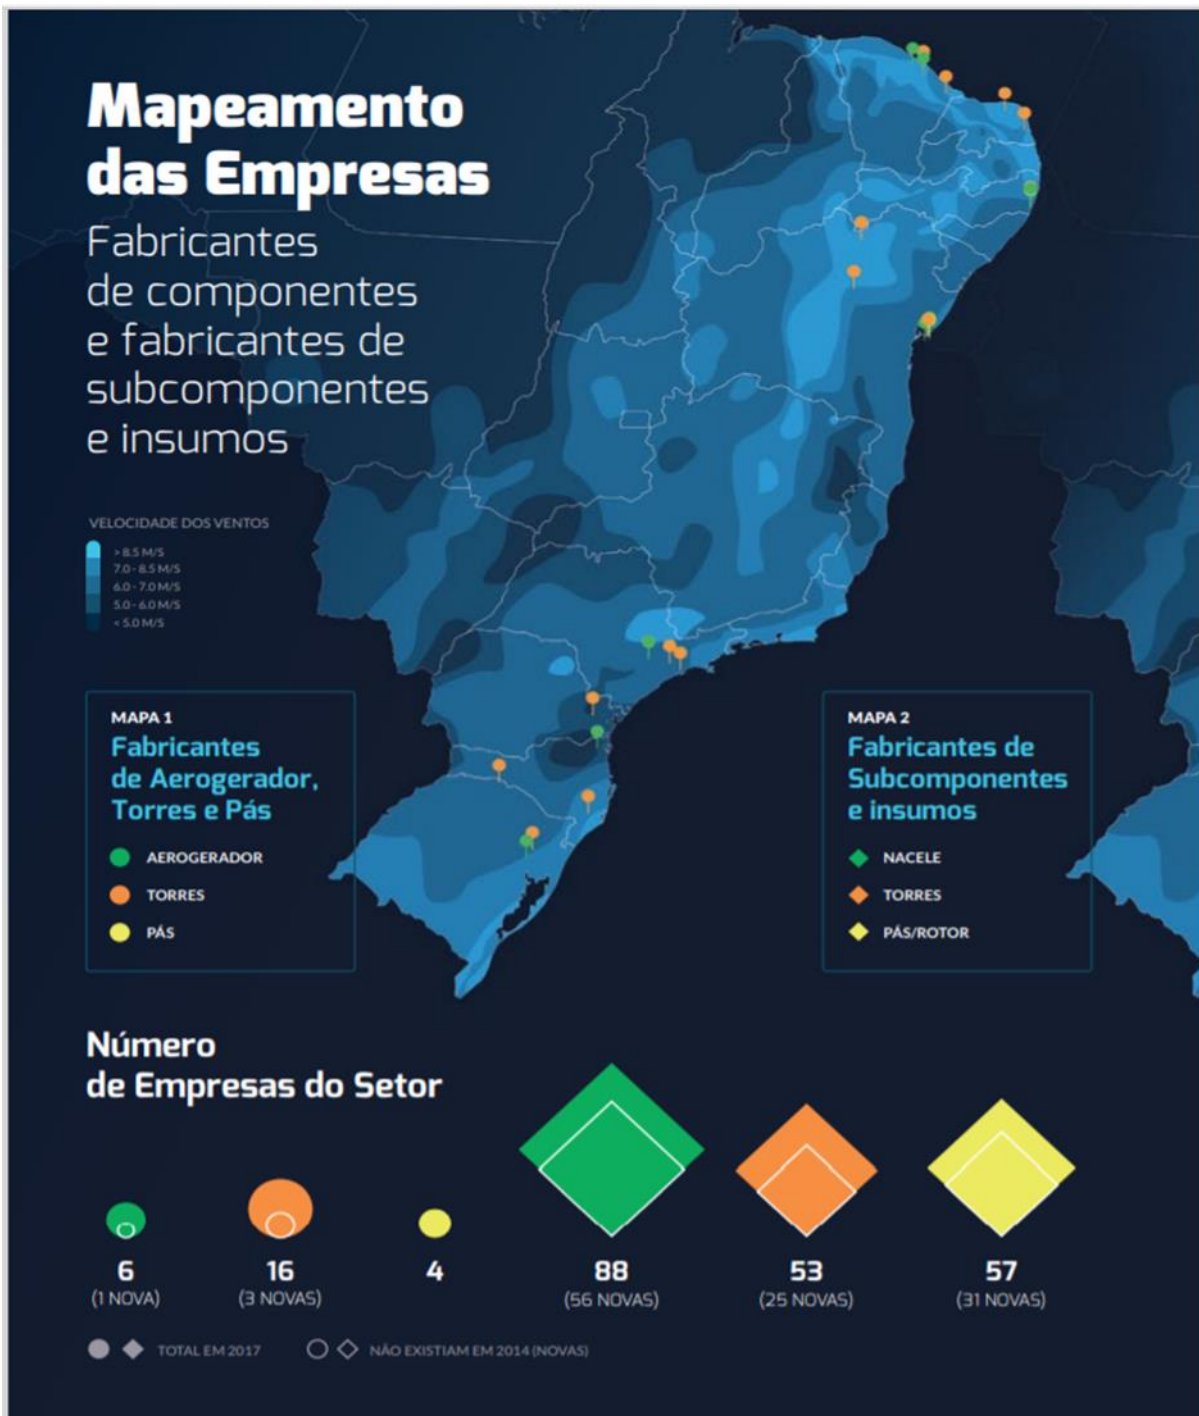 Mapeamento
das Empresas
Fabricantes
de componentes
e fabricantes de
subcomponentes
e insumos
VELOCIDADE DOS VENTOS
> 8.5 M/S
7.0 - 8.5 M/S
6.0 - 7.0 M/S
5.0 - 6.0 M/S
< 5.0 M/S
MAPA 1
Fabricantes
de Aerogerador,
Torres e Pás
AEROGERADOR
TORRES
PÁS
MAPA 2
Fabricantes de
Subcomponentes
e insumos
NACELE
TORRES
PÁS/ROTOR
Número
de Empresas do Setor
6
(1 NOVA)
16
(3 NOVAS)
4
88
(56 NOVAS)
53
(25 NOVAS)
57
(31 NOVAS)
TOTAL EM 2017
NÃO EXISTIAM EM 2014 (NOVAS)